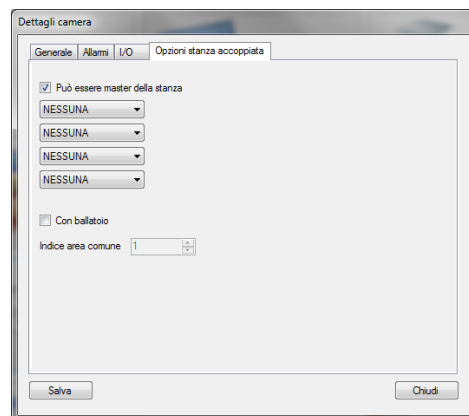 Dettagli camera
Generale Allarmi I/O Opzioni stanza accoppiata
Può essere master della stanza
NESSUNA
NESSUNA
NESSUNA
NESSUNA
Con ballatoio
Indice area comune 1
Salva Chiudi